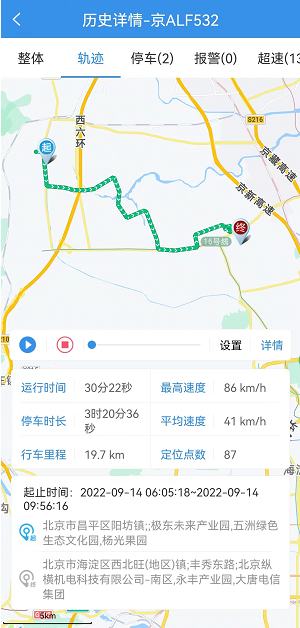 历史详情-京ALF532
整体 轨迹 停车(2) 报警(0) 超速(13
西六环
S216
京藏高速
京新高速
起
终
16号线
设置 详情
运行时间 30分22秒 最高速度 86 km/h
停车时长 3时20分36秒 平均速度 41 km/h
行车里程 19.7 km 定位点数 87
起止时间：2022-09-14 06:05:18~2022-09-14
09:56:16
北京市昌平区阳坊镇;;极东未来产业园,五洲绿色
生态文化园,杨光果园
起
北京市海淀区西北旺(地区)镇;丰秀东路;北京纵
横机电科技有限公司-南区,永丰产业园,大唐电信
集团
终
5km